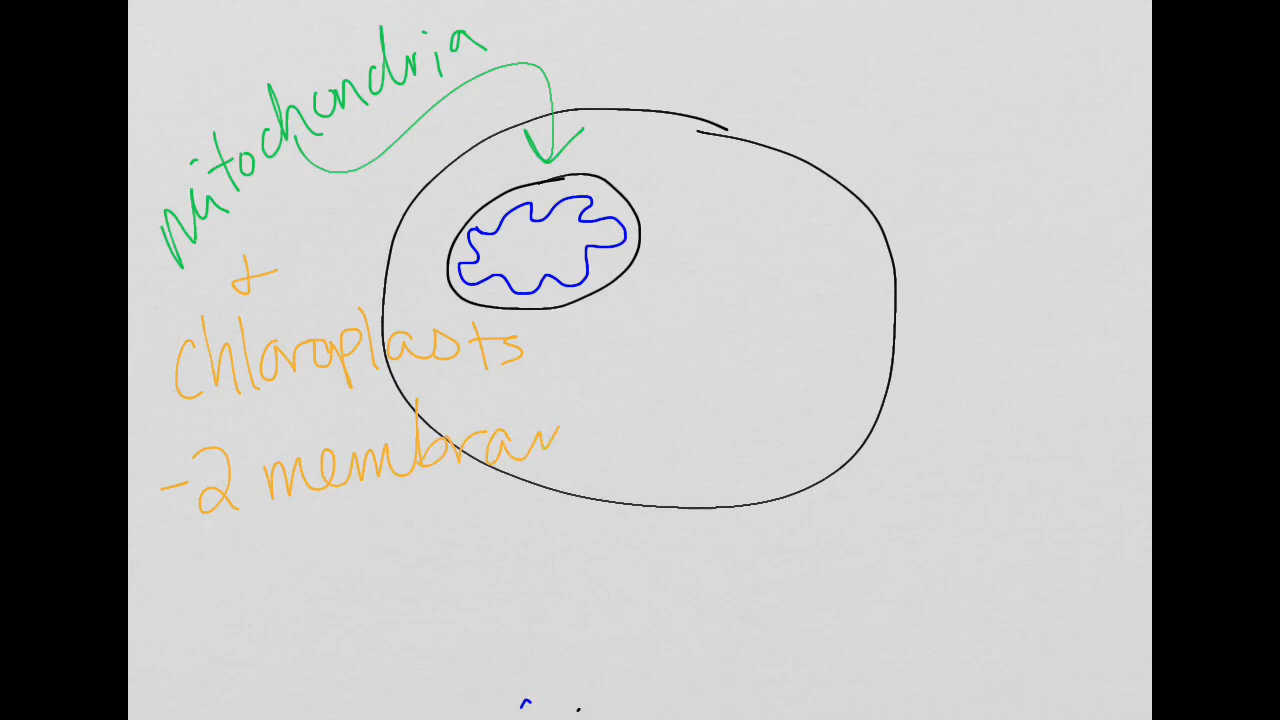 mitochondria
+
chloroplasts
-2 membran